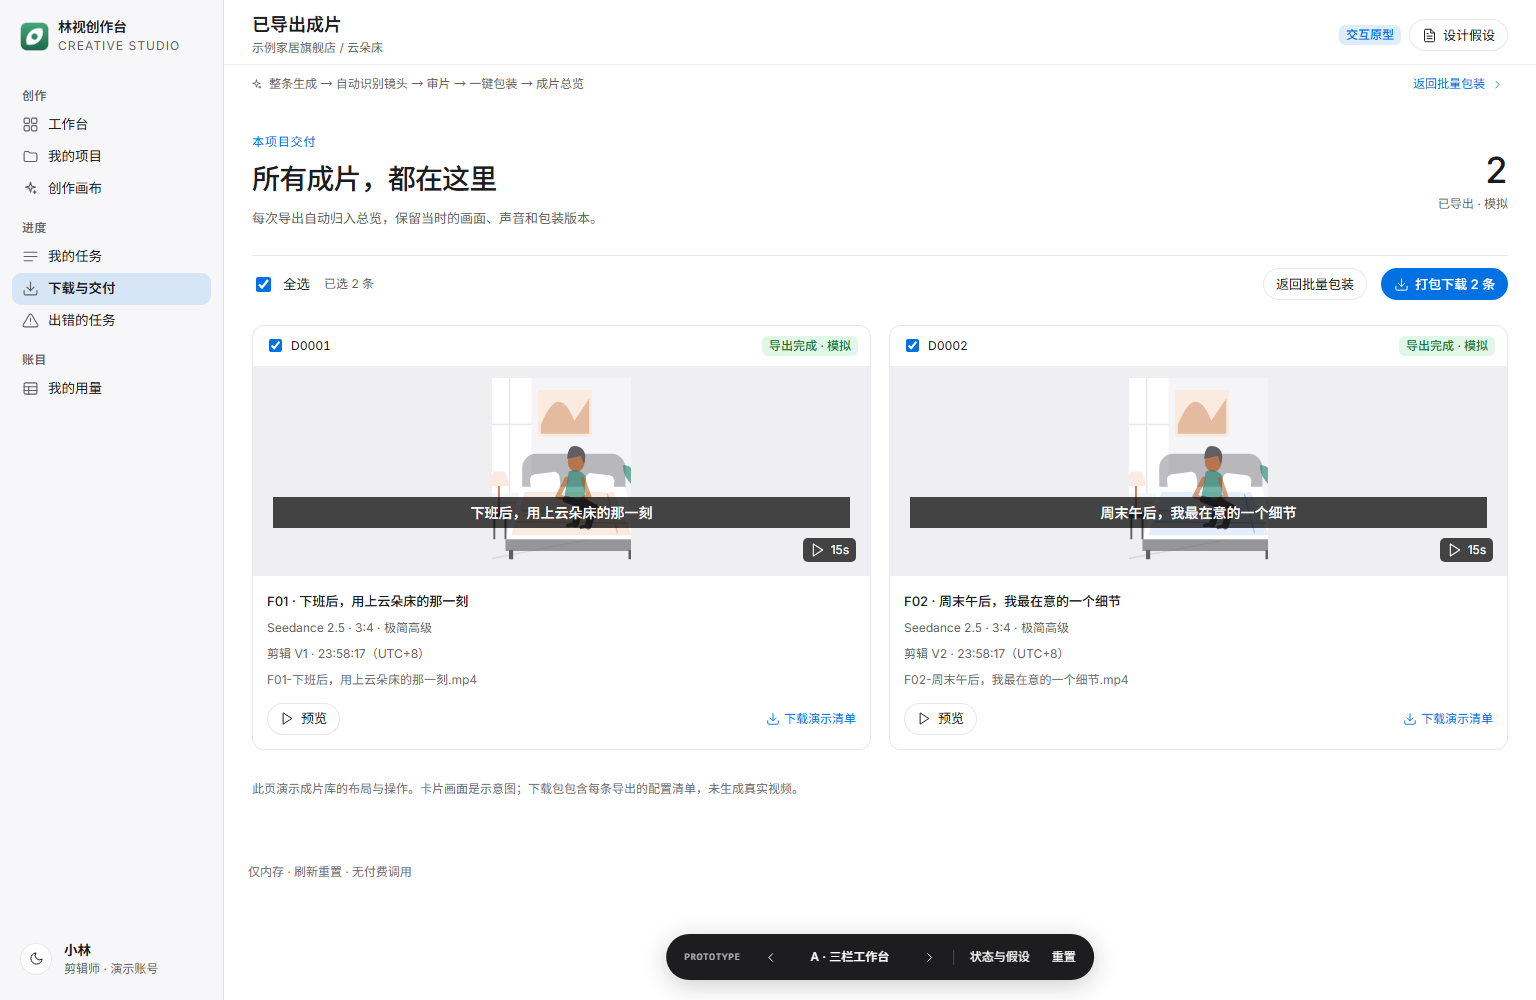 林视创作台
CREATIVE STUDIO
创作
工作台
我的项目
创作画布
进度
我的任务
下载与交付
出错的任务
账目
我的用量
小林
剪辑师 · 演示账号
已导出成片
示例家居旗舰店 / 云朵床
交互原型
设计假设
整条生成 → 自动识别镜头 → 审片 → 一键包装 → 成片总览
返回批量包装
本项目交付
所有成片，都在这里
每次导出自动归入总览，保留当时的画面、声音和包装版本。
2
已导出 · 模拟
全选
已选 2 条
返回批量包装
打包下载 2 条
D0001
导出完成 · 模拟
下班后，用上云朵床的那一刻
15s
F01 · 下班后，用上云朵床的那一刻
Seedance 2.5 · 3:4 · 极简高级
剪辑 V1 · 23:58:17（UTC+8）
F01-下班后，用上云朵床的那一刻.mp4
预览
下载演示清单
D0002
导出完成 · 模拟
周末午后，我最在意的一个细节
15s
F02 · 周末午后，我最在意的一个细节
Seedance 2.5 · 3:4 · 极简高级
剪辑 V2 · 23:58:17（UTC+8）
F02-周末午后，我最在意的一个细节.mp4
预览
下载演示清单
此页演示成片库的布局与操作。卡片画面是示意图；下载包包含每条导出的配置清单，未生成真实视频。
仅内存 · 刷新重置 · 无付费调用
PROTOTYPE
A · 三栏工作台
状态与假设
重置